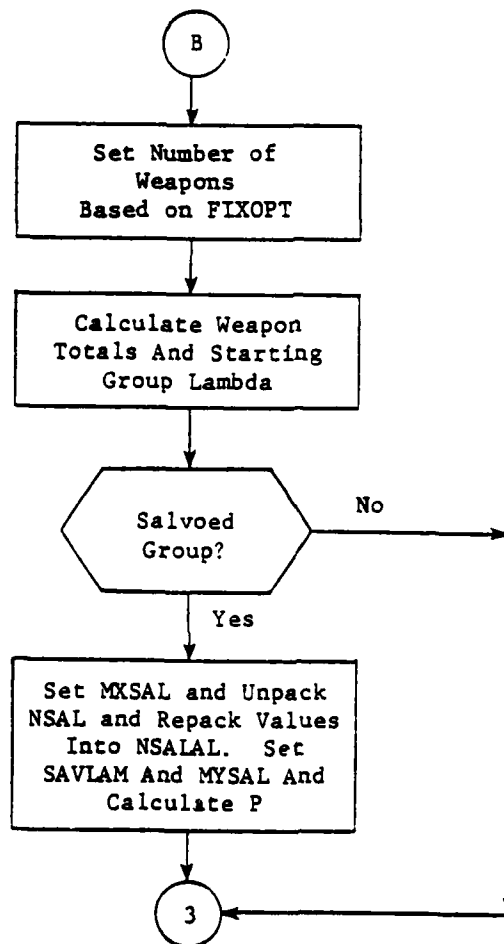 B
Set Number of
Weapons
Based on FIXOPT
Calculate Weapon
Totals And Starting
Group Lambda
Salvoed
Group?
No
Yes
Set MXSAL and Unpack
NSAL and Repack Values
Into NSALAL. Set
SAVLAM And MYSAL And
Calculate P
3